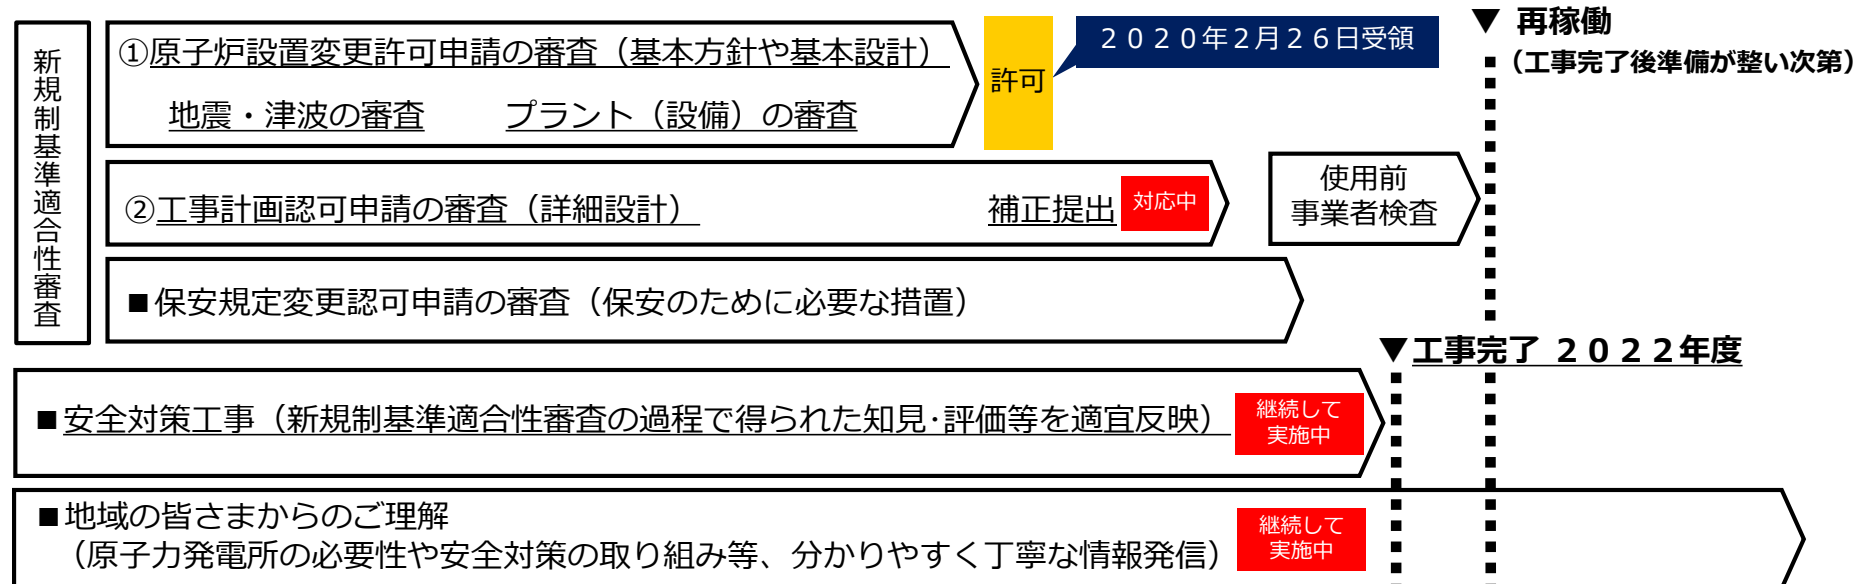 新規制基準適合性審査
①原子炉設置変更許可申請の審査（基本方針や基本設計）
地震・津波の審査　プラント（設備）の審査
許可
２０２０年２月２６日受領
▼ 再稼働
（工事完了後準備が整い次第）
②工事計画認可申請の審査（詳細設計）　補正提出
対応中
使用前
事業者検査
■保安規定変更認可申請の審査（保安のために必要な措置）
▼工事完了 ２０２２年度
■安全対策工事（新規制基準適合性審査の過程で得られた知見･評価等を適宜反映）
継続して
実施中
■地域の皆さまからのご理解
（原子力発電所の必要性や安全対策の取り組み等、分かりやすく丁寧な情報発信）
継続して
実施中